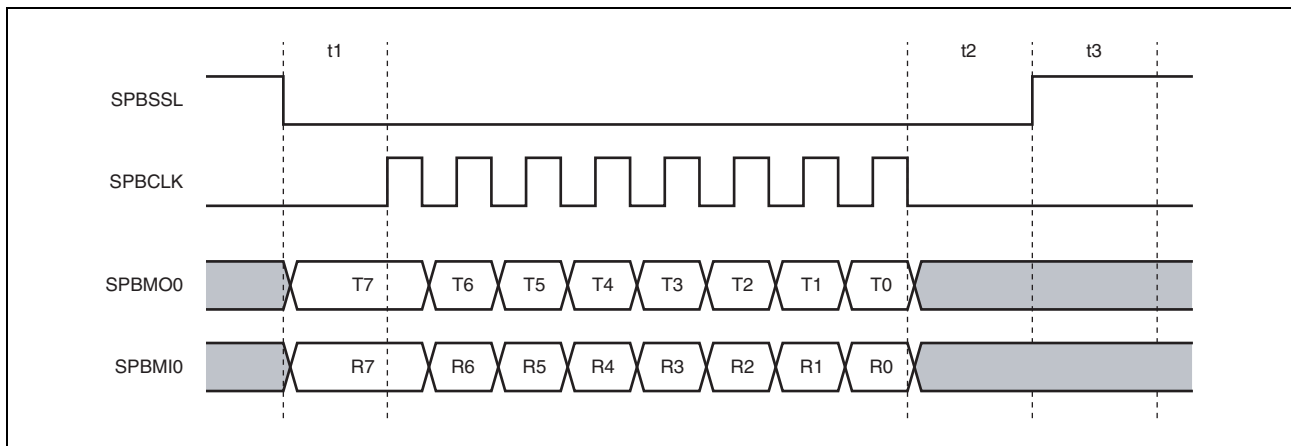 t1 t2 t3
SPBSSL
SPBCLK
SPBMO0 T7 T6 T5 T4 T3 T2 T1 T0
SPBMI0 R7 R6 R5 R4 R3 R2 R1 R0